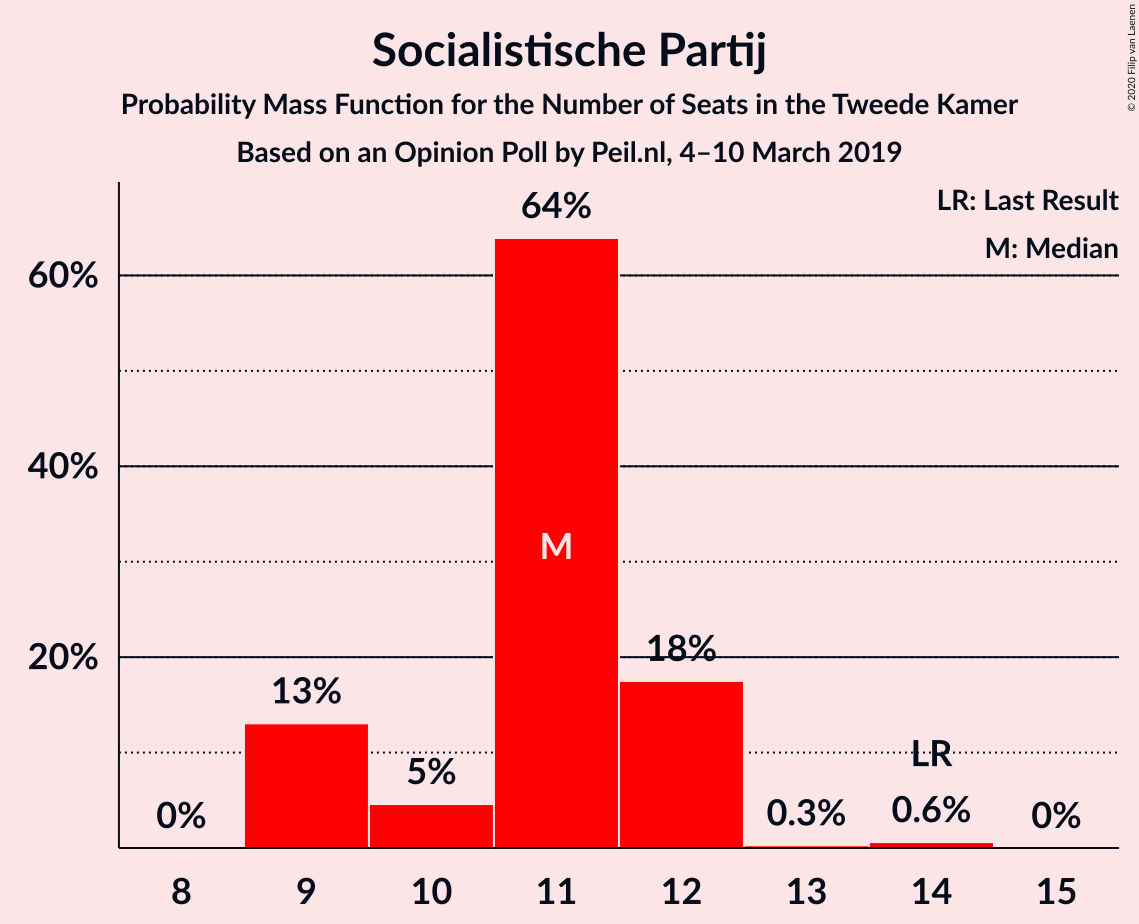 Socialistische Partij
Probability Mass Function for the Number of Seats in the Tweede Kamer
Based on an Opinion Poll by Peil.nl, 4–10 March 2019
© 2020 Filip van Laenen
LR: Last Result
M: Median
60%
40%
20%
0%
13%
5%
64%
M
18%
0.3%
LR
0.6%
0%
8
9
10
11
12
13
14
15